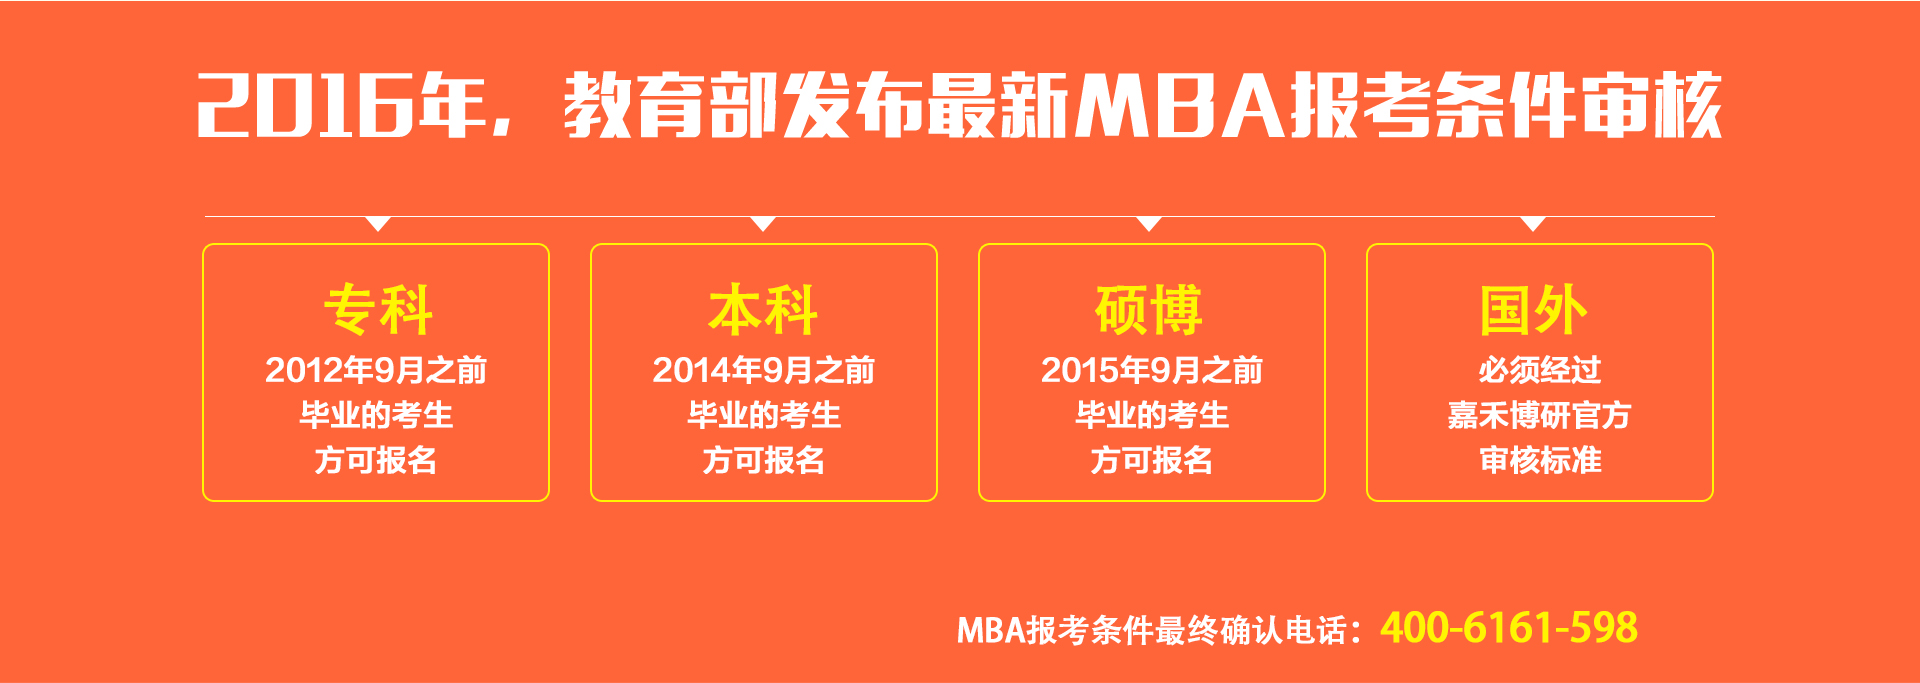 2016年，教育部发布最新MBA报考条件审核
专科
2012年9月之前
毕业的考生
方可报名
本科
2014年9月之前
毕业的考生
方可报名
硕博
2015年9月之前
毕业的考生
方可报名
国外
必须经过
嘉禾博研官方
审核标准
MBA报考条件最终确认电话：400-6161-598